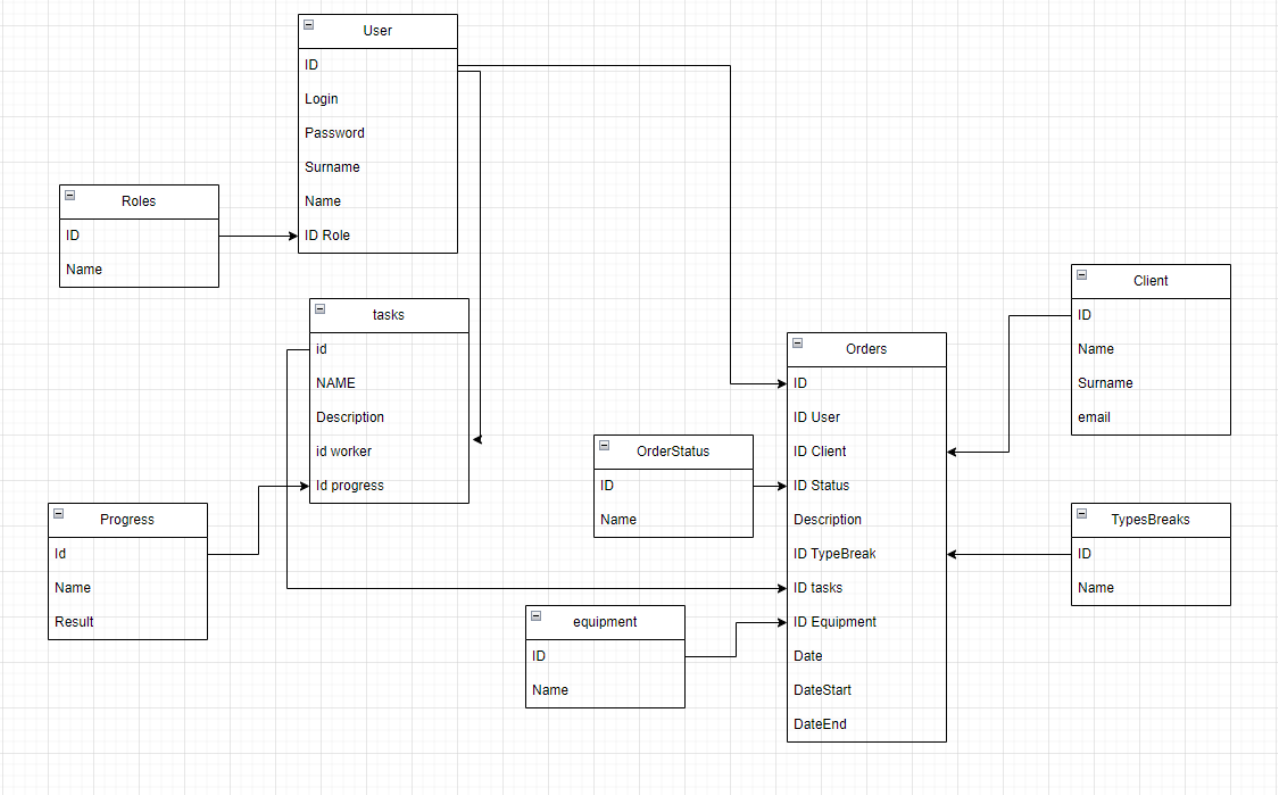 User
ID
Login
Password
Surname
Name
ID Role
Roles
ID
Name
tasks
id
NAME
Description
id worker
Id progress
Progress
Id
Name
Result
OrderStatus
ID
Name
equipment
ID
Name
Orders
ID
ID User
ID Client
ID Status
Description
ID TypeBreak
ID tasks
ID Equipment
Date
DateStart
DateEnd
Client
ID
Name
Surname
email
TypesBreaks
ID
Name